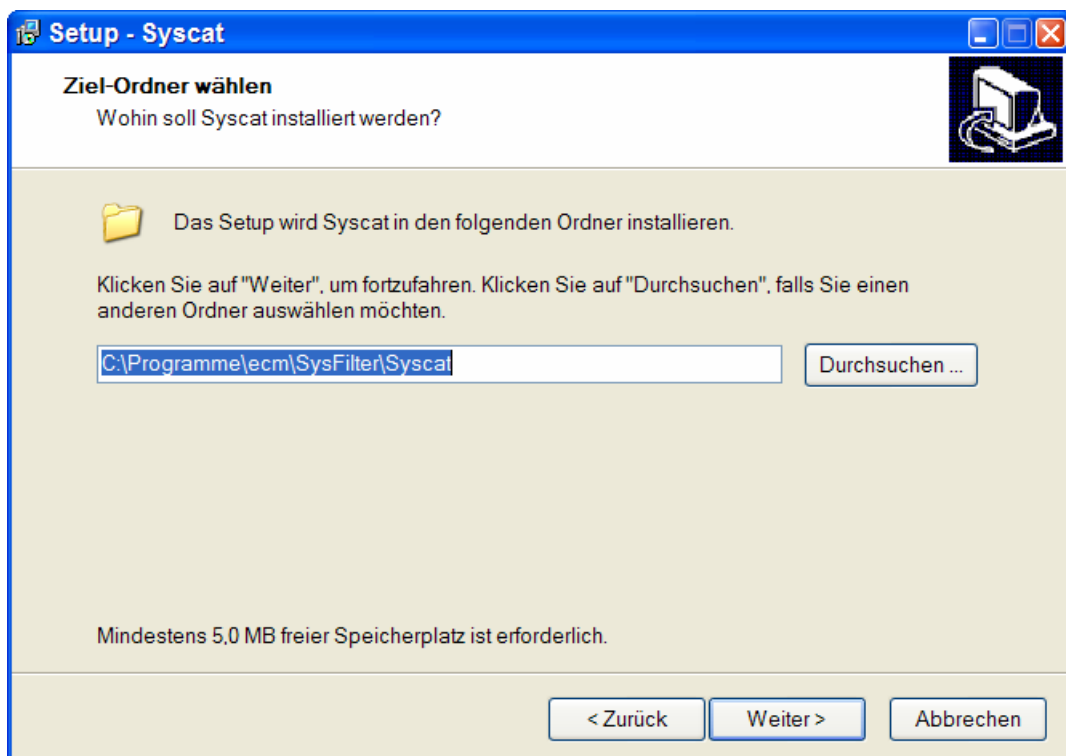 Setup - Syscat
Ziel-Ordner wählen
Wohin soll Syscat installiert werden?
Das Setup wird Syscat in den folgenden Ordner installieren.
Klicken Sie auf "Weiter", um fortzufahren. Klicken Sie auf "Durchsuchen", falls Sie einen
anderen Ordner auswählen möchten.
C:\Programme\ecm\SysFilter\Syscat
Durchsuchen ...
Mindestens 5,0 MB freier Speicherplatz ist erforderlich.
< Zurück
Weiter >
Abbrechen